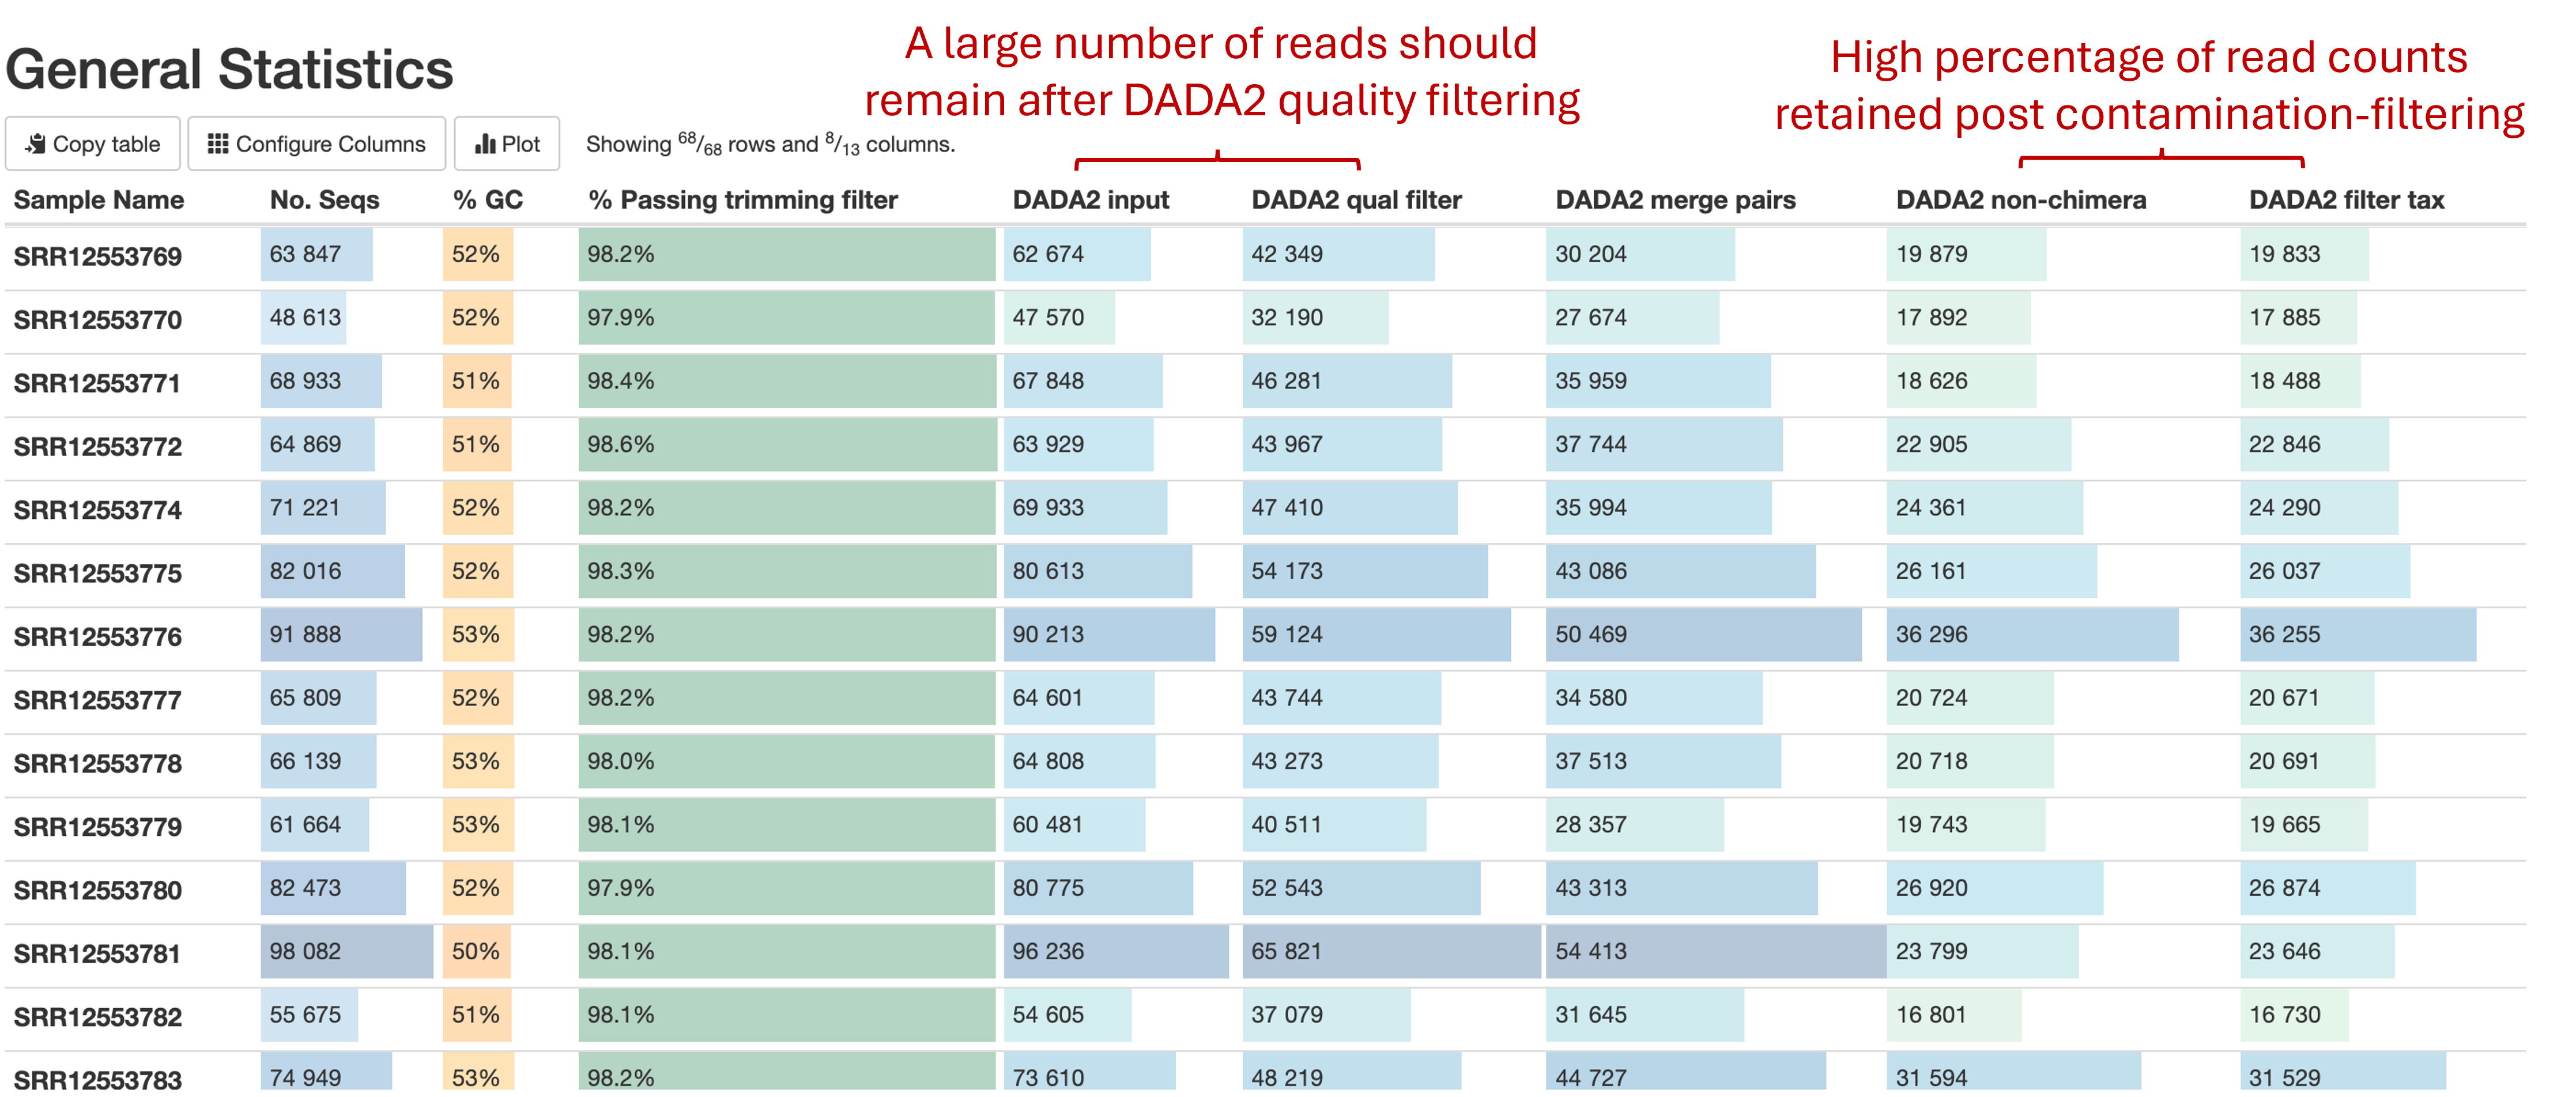 A large number of reads should
remain after DADA2 quality filtering
High percentage of read counts
retained post contamination-filtering
General Statistics
Copy table Configure Columns Plot Showing 68/68 rows and 8/13 columns.
Sample Name No. Seqs % GC % Passing trimming filter DADA2 input DADA2 qual filter DADA2 merge pairs DADA2 non-chimera DADA2 filter tax
SRR12553769 63 847 52% 98.2% 62 674 42 349 30 204 19 879 19 833
SRR12553770 48 613 52% 97.9% 47 570 32 190 27 674 17 892 17 885
SRR12553771 68 933 51% 98.4% 67 848 46 281 35 959 18 626 18 488
SRR12553772 64 869 51% 98.6% 63 929 43 967 37 744 22 905 22 846
SRR12553774 71 221 52% 98.2% 69 933 47 410 35 994 24 361 24 290
SRR12553775 82 016 52% 98.3% 80 613 54 173 43 086 26 161 26 037
SRR12553776 91 888 53% 98.2% 90 213 59 124 50 469 36 296 36 255
SRR12553777 65 809 52% 98.2% 64 601 43 744 34 580 20 724 20 671
SRR12553778 66 139 53% 98.0% 64 808 43 273 37 513 20 718 20 691
SRR12553779 61 664 53% 98.1% 60 481 40 511 28 357 19 743 19 665
SRR12553780 82 473 52% 97.9% 80 775 52 543 43 313 26 920 26 874
SRR12553781 98 082 50% 98.1% 96 236 65 821 54 413 23 799 23 646
SRR12553782 55 675 51% 98.1% 54 605 37 079 31 645 16 801 16 730
SRR12553783 74 949 53% 98.2% 73 610 48 219 44 727 31 594 31 529